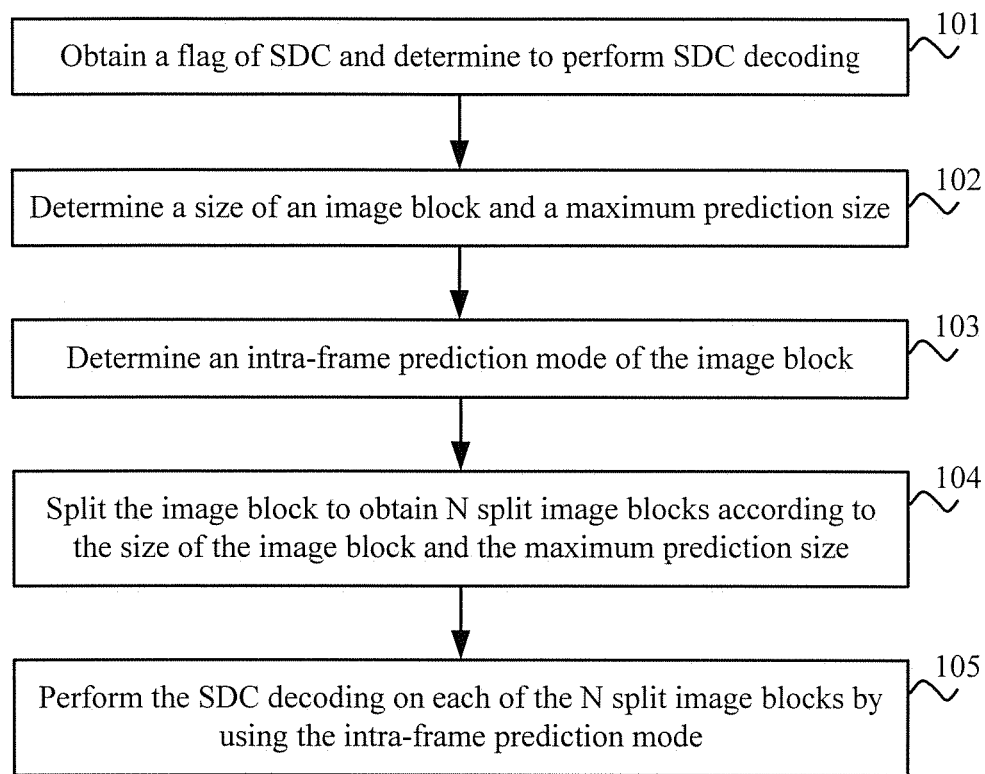 101
Obtain a flag of SDC and determine to perform SDC decoding
102
Determine a size of an image block and a maximum prediction size
103
Determine an intra-frame prediction mode of the image block
104
Split the image block to obtain N split image blocks according to
the size of the image block and the maximum prediction size
105
Perform the SDC decoding on each of the N split image blocks by
using the intra-frame prediction mode